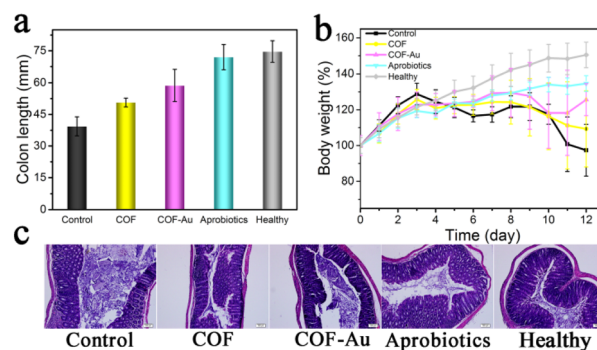 a
Colon length (mm)
90
75
60
45
30
15
0
Control
COF
COF-Au
Aprobiotics
Healthy
b
Body weight (%)
160
140
120
100
80
Control
COF
COF-Au
Aprobiotics
Healthy
0 2 4 6 8 10 12
Time (day)
c
Control COF COF-Au Aprobiotics Healthy